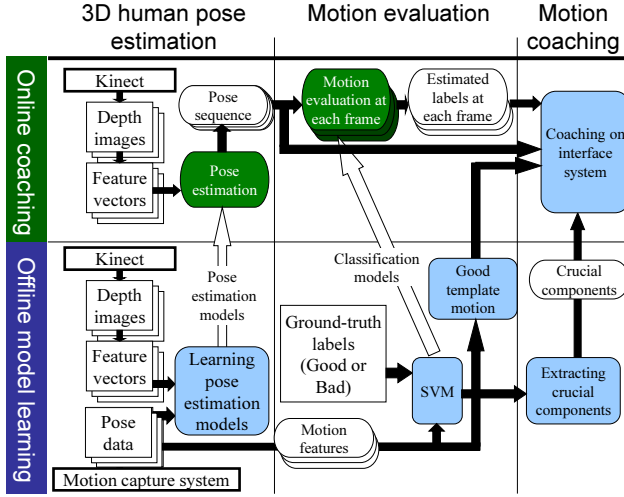 3D human pose
estimation
Motion evaluation
Motion
coaching
Online coaching
Kinect
Depth
images
Feature
vectors
Pose
sequence
Pose
estimation
Motion
evaluation at
each frame
Estimated
labels at
each frame
Coaching on
interface
system
Offline model learning
Kinect
Depth
images
Feature
vectors
Pose
data
Motion capture system
Pose
estimation
models
Learning
pose
estimation
models
Classification
models
Ground-truth
labels
(Good or
Bad)
Motion
features
SVM
Good
template
motion
Crucial
components
Extracting
crucial
components